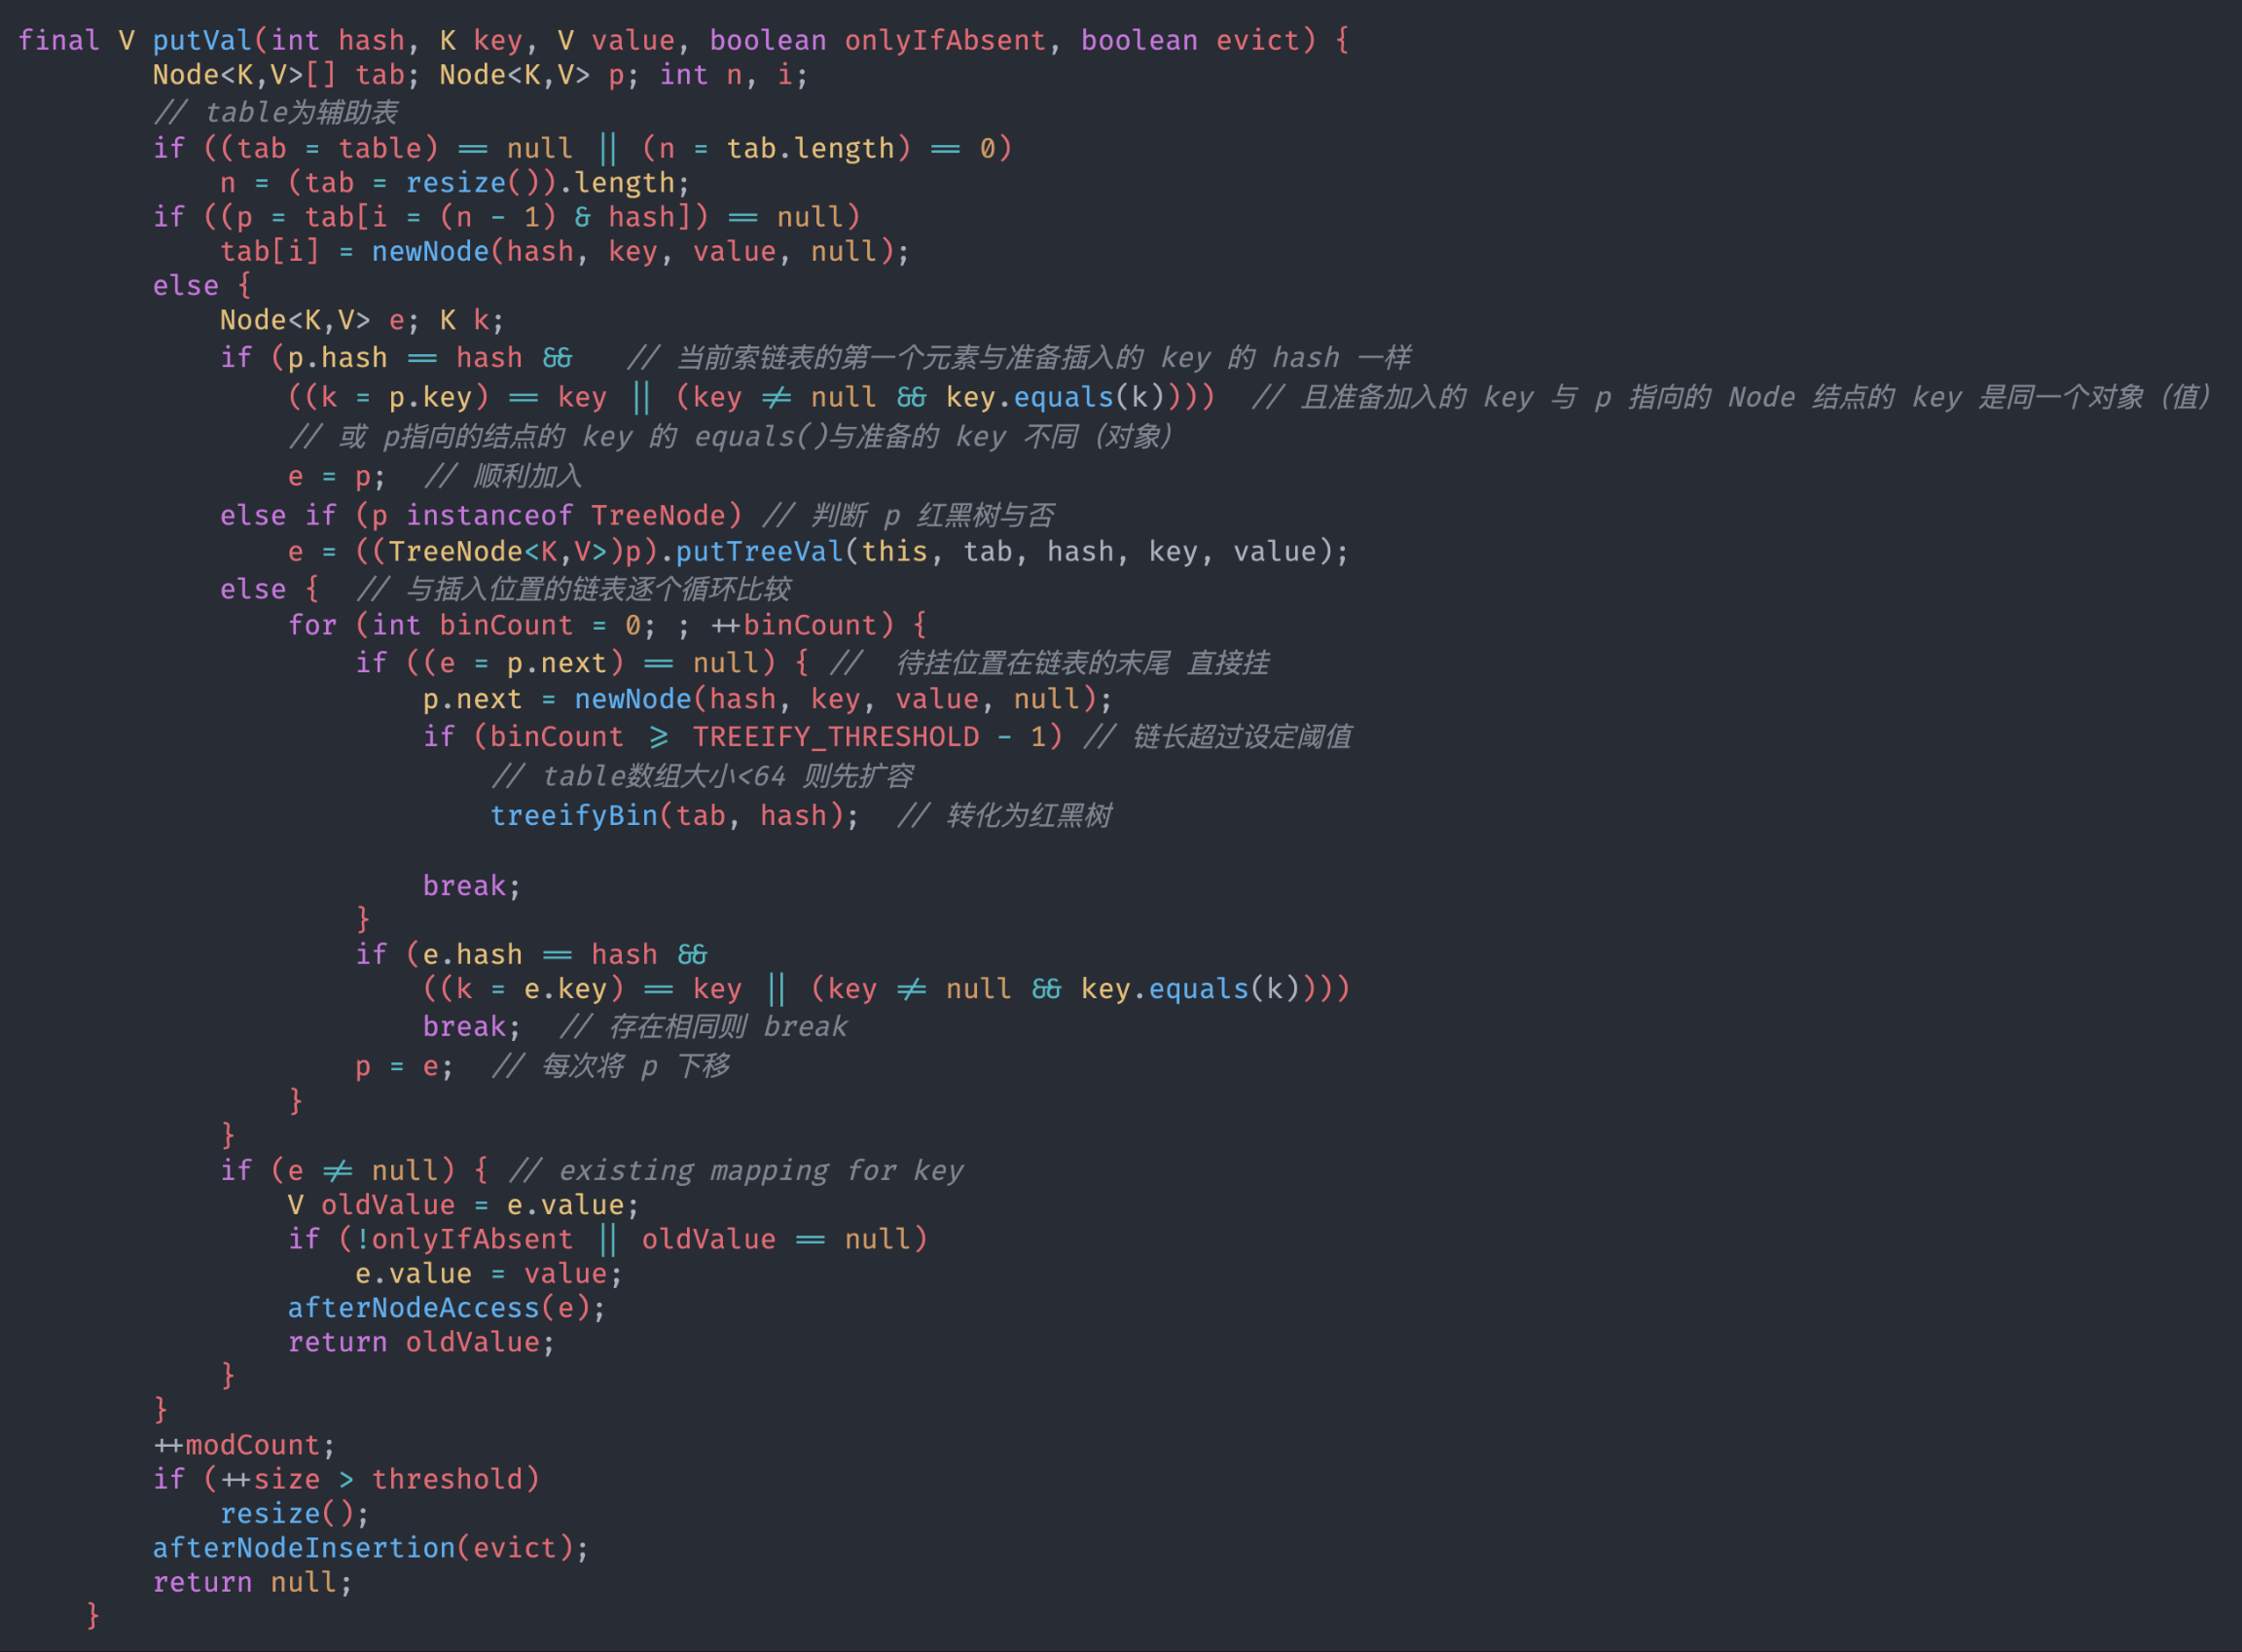 final V putVal(int hash, K key, V value, boolean onlyIfAbsent, boolean evict) {
        Node<K,V>[] tab; Node<K,V> p; int n, i;
        // table为辅助表
        if ((tab = table) == null || (n = tab.length) == 0)
            n = (tab = resize()).length;
        if ((p = tab[i = (n - 1) & hash]) == null)
            tab[i] = newNode(hash, key, value, null);
        else {
            Node<K,V> e; K k;
            if (p.hash == hash &&   // 当前索链表的第一个元素与准备插入的 key 的 hash 一样
                ((k = p.key) == key || (key != null && key.equals(k))))  // 且准备加入的 key 与 p 指向的 Node 结点的 key 是同一个对象（值）
                // 或 p指向的结点的 key 的 equals()与准备的 key 不同（对象）
                e = p;  // 顺利加入
            else if (p instanceof TreeNode) // 判断 p 红黑树与否
                e = ((TreeNode<K,V>)p).putTreeVal(this, tab, hash, key, value);
            else {  // 与插入位置的链表逐个循环比较
                for (int binCount = 0; ; ++binCount) {
                    if ((e = p.next) == null) { //  待挂位置在链表的末尾 直接挂
                        p.next = newNode(hash, key, value, null);
                        if (binCount >= TREEIFY_THRESHOLD - 1) // 链长超过设定阈值
                            // table数组大小<64 则先扩容
                            treeifyBin(tab, hash);  // 转化为红黑树

                        break;
                    }
                    if (e.hash == hash &&
                        ((k = e.key) == key || (key != null && key.equals(k))))
                        break;  // 存在相同则 break
                    p = e;  // 每次将 p 下移
                }
            }
            if (e != null) { // existing mapping for key
                V oldValue = e.value;
                if (!onlyIfAbsent || oldValue == null)
                    e.value = value;
                afterNodeAccess(e);
                return oldValue;
            }
        }
        ++modCount;
        if (++size > threshold)
            resize();
        afterNodeInsertion(evict);
        return null;
    }